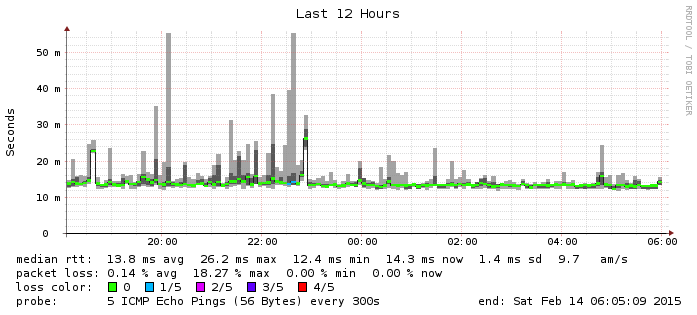 Last 12 Hours
RRDTOOL / TOBI OETIKER
Seconds
50 m
40 m
30 m
20 m
10 m
0
20:00 22:00 00:00 02:00 04:00 06:00
median rtt: 13.8 ms avg 26.2 ms max 12.4 ms min 14.3 ms now 1.4 ms sd 9.7 am/s
packet loss: 0.14 % avg 18.27 % max 0.00 % min 0.00 % now
loss color: 0 1/5 2/5 3/5 4/5
probe: 5 ICMP Echo Pings (56 Bytes) every 300s end: Sat Feb 14 06:05:09 2015